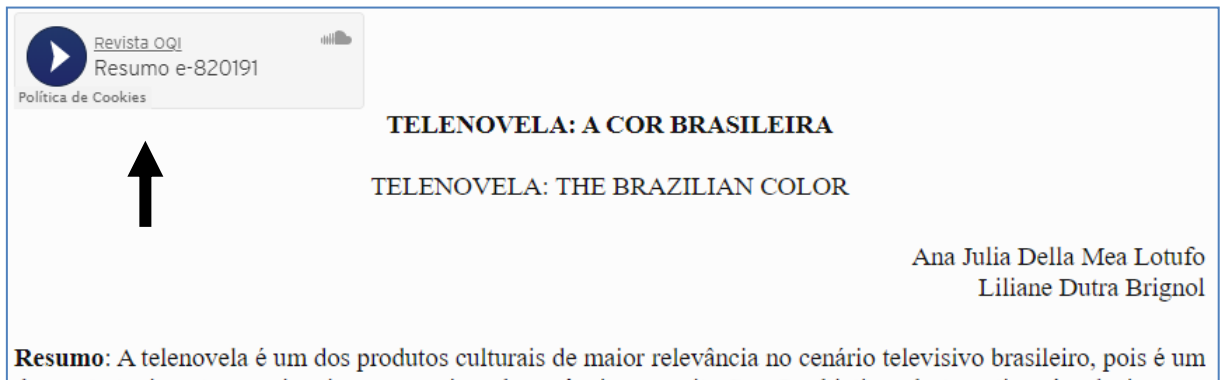 Revista OQI
Resumo e-820191
Política de Cookies
TELENOVELA: A COR BRASILEIRA
TELENOVELA: THE BRAZILIAN COLOR
Ana Julia Della Mea Lotufo
Liliane Dutra Brignol
Resumo: A telenovela é um dos produtos culturais de maior relevância no cenário televisivo brasileiro, pois é um